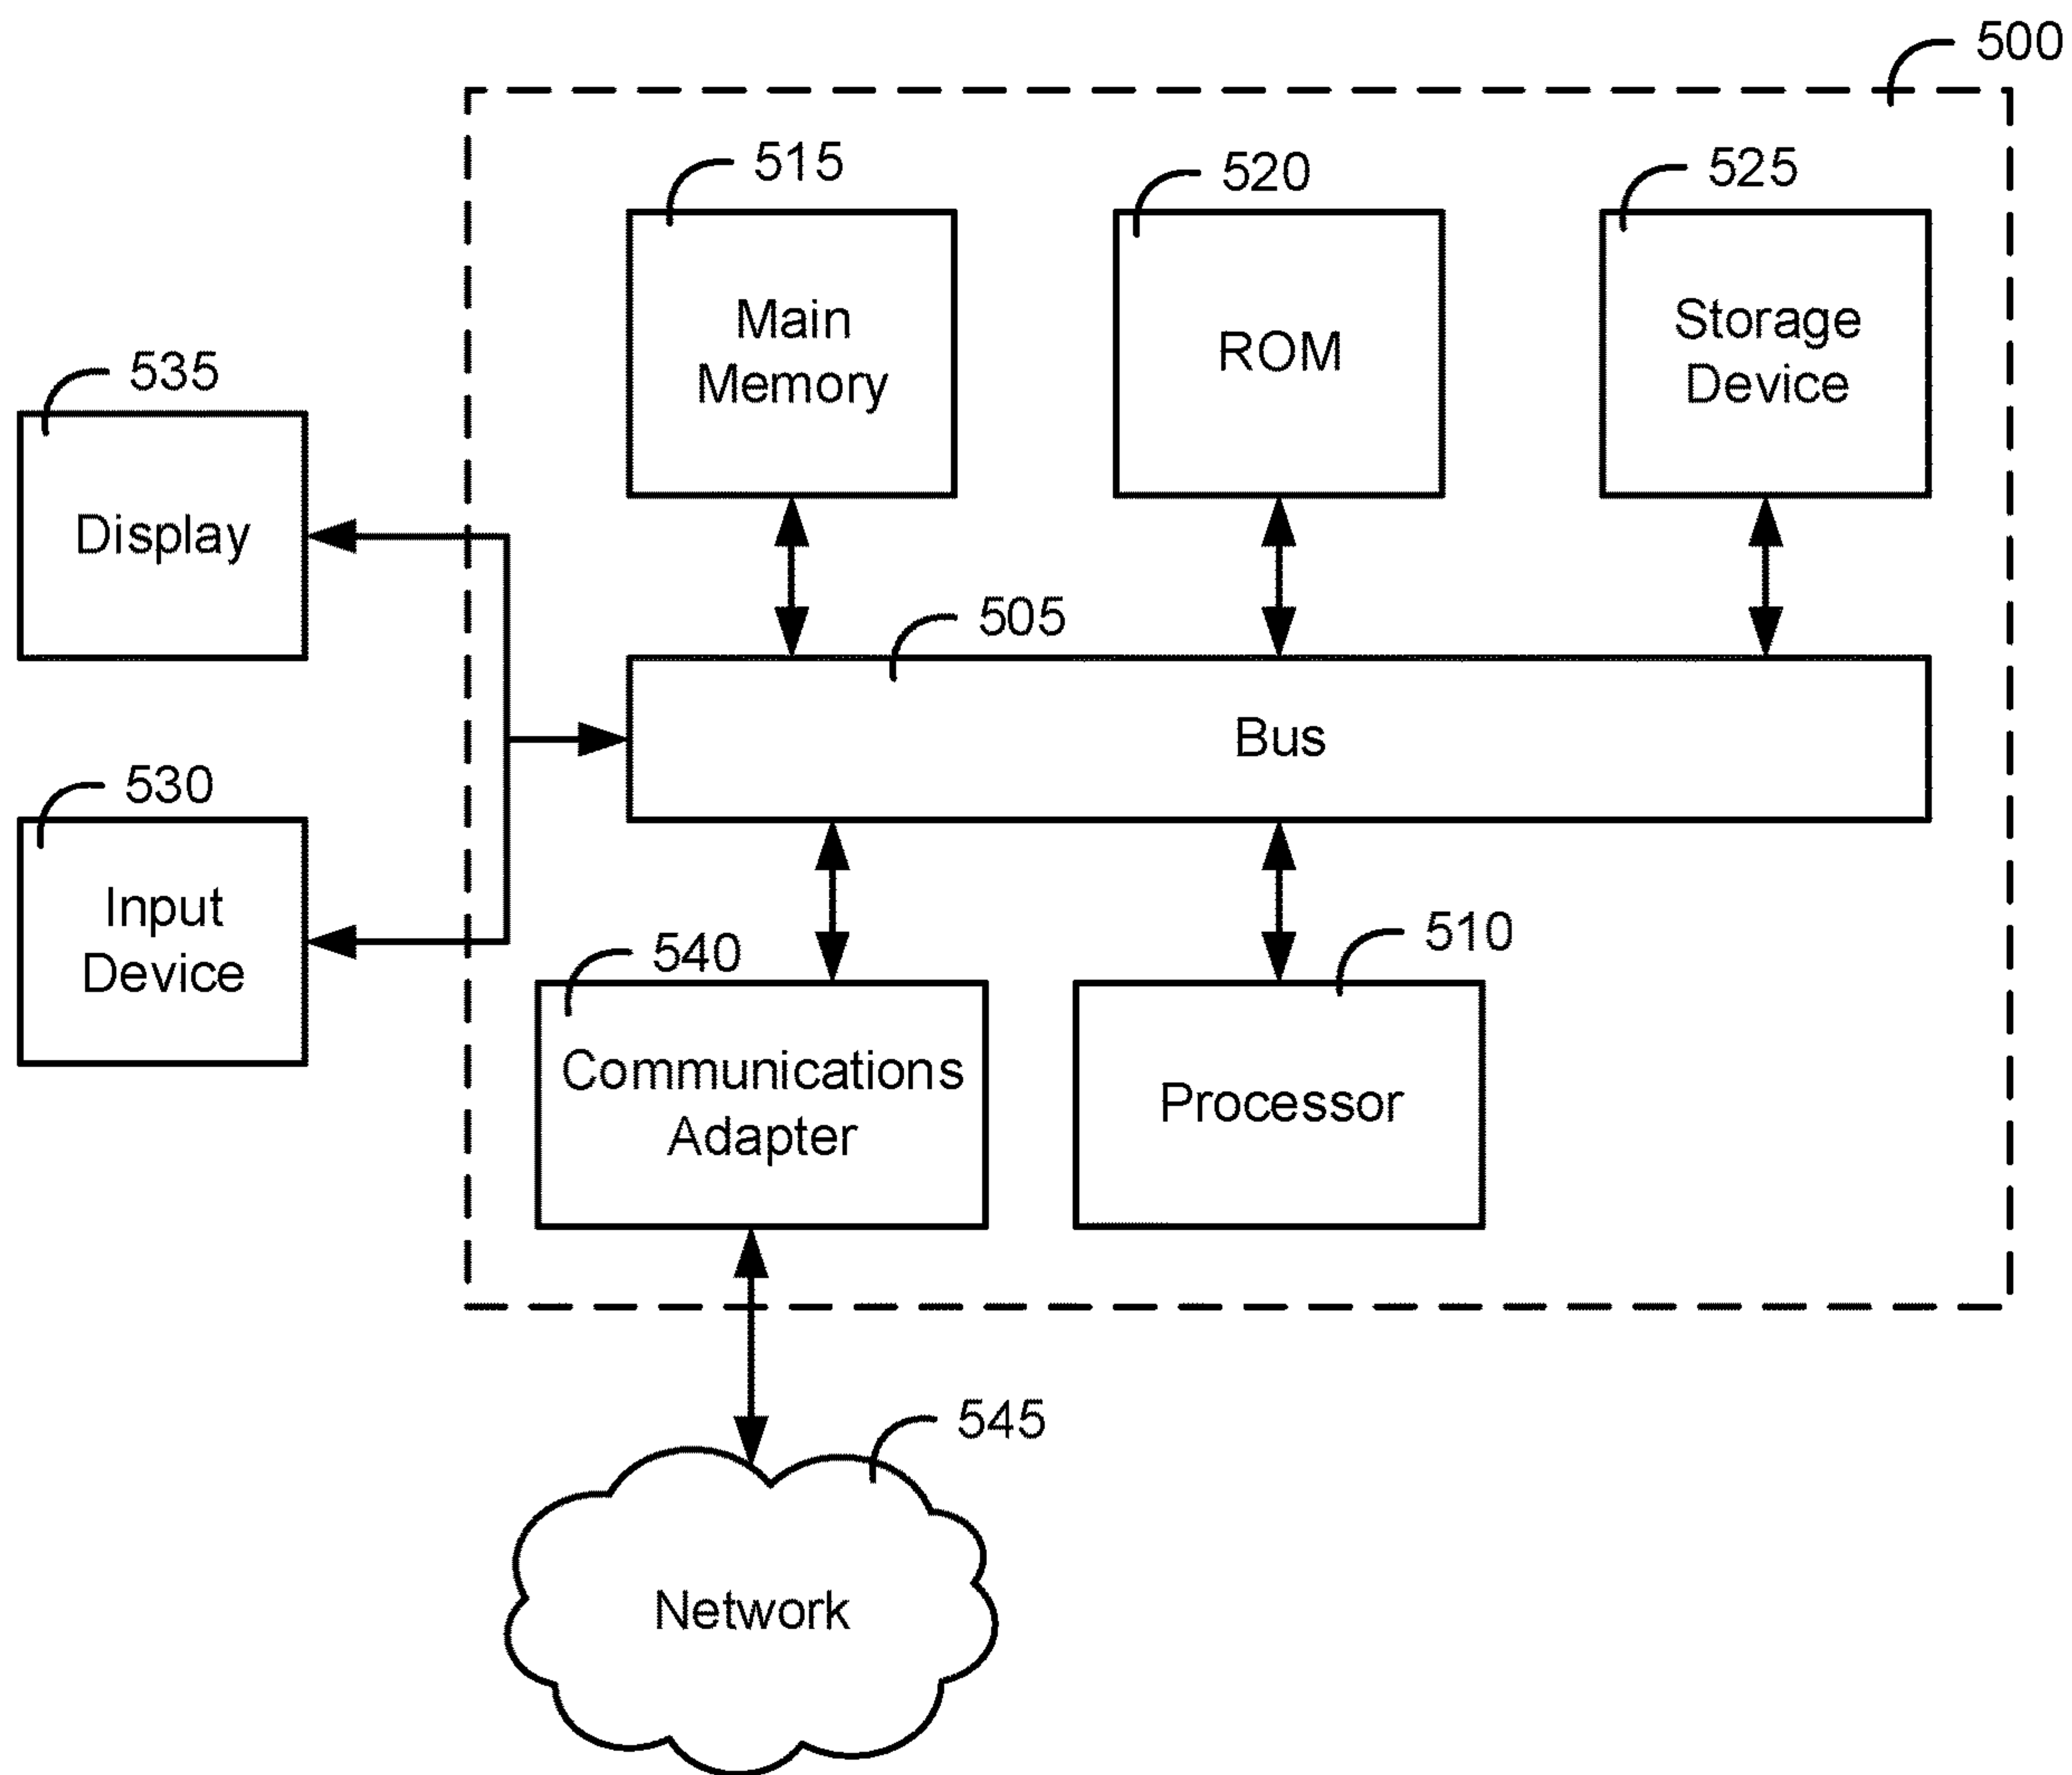 500
515
520
525
Main
Memory
ROM
Storage
Device
535
Display
505
Bus
530
Input
Device
540
510
Communications
Adapter
Processor
545
Network